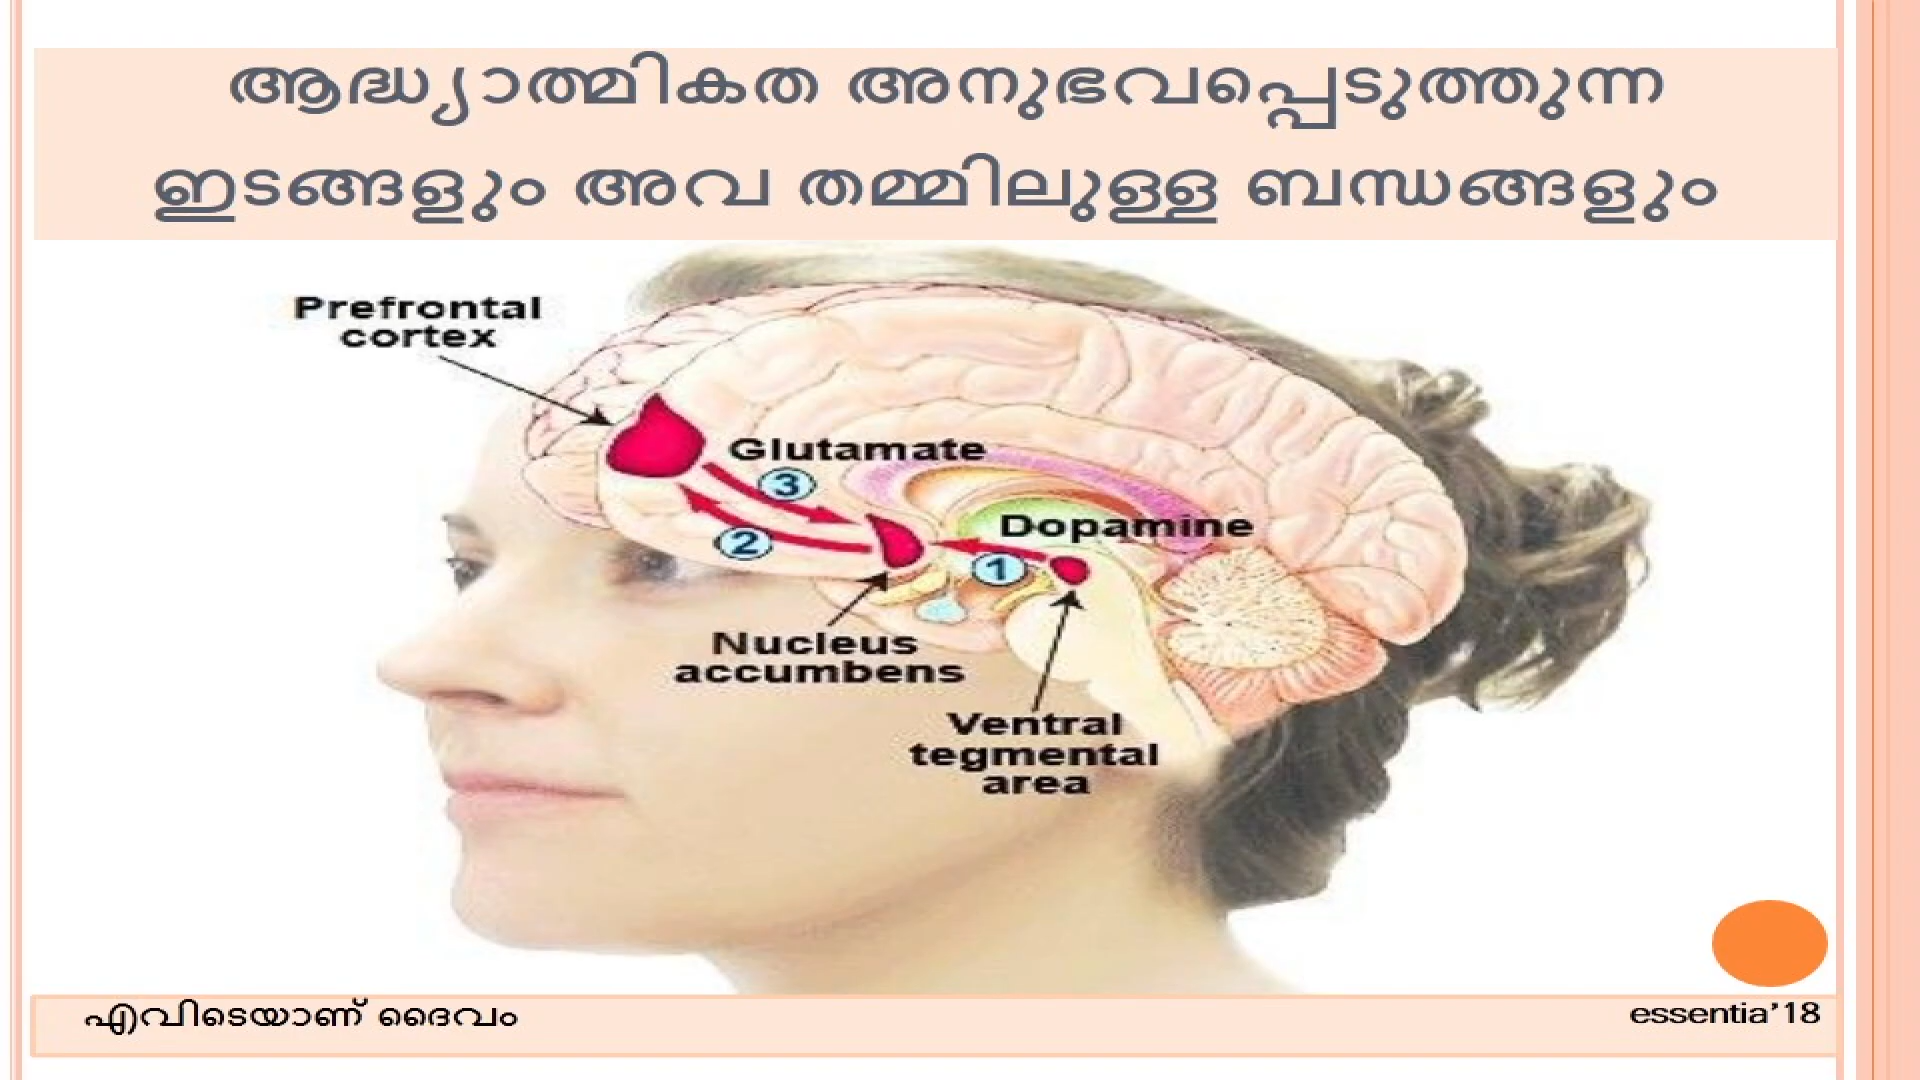 ആദ്ധ്യാത്മികത അനുഭവപ്പെടുത്തുന്ന
ഇടങ്ങളും അവ തമ്മിലുള്ള ബന്ധങ്ങളും
Prefrontal
cortex
Glutamate
3
Dopamine
2
1
Nucleus
accumbens
Ventral
tegmental
area
എവിടെയാണ് ദൈവം
essentia’18